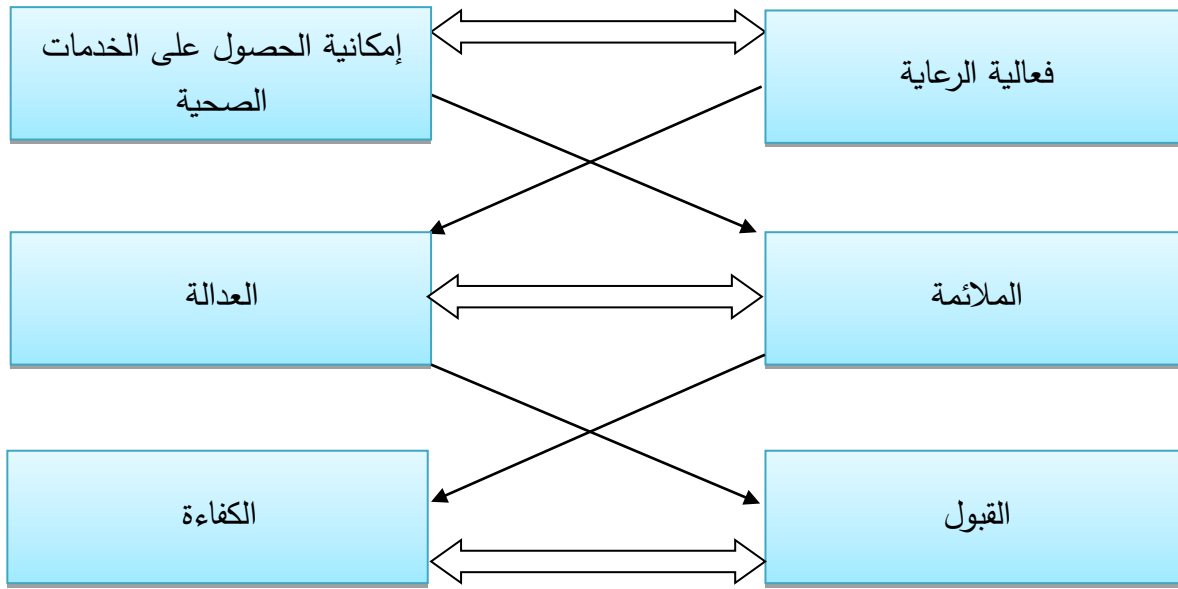 فعالية الرعاية
إمكانية الحصول على الخدمات
الصحية
الملائمة
العدالة
القبول
الكفاءة